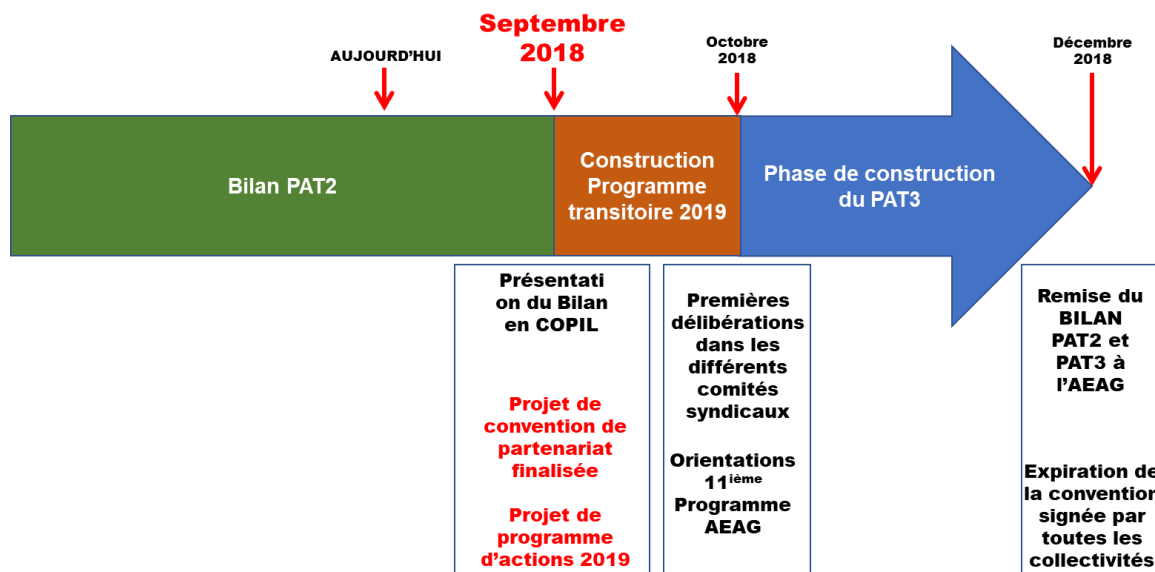 Septembre
2018
AUJOURD'HUI
Octobre
2018
Décembre
2018
Bilan PAT2
Construction
Programme
transitoire 2019
Phase de construction
du PAT3
Présentati
on du Bilan
en COPIL
Projet de
convention de
partenariat
finalisée
Projet de
programme
d'actions 2019
Premières
délibérations
dans les
différents
comités
syndicaux
Orientations
11ième
Programme
AEAG
Remise du
BILAN
PAT2 et
PAT3 à
l'AEAG
Expiration de
la convention
signée par
toutes les
collectivités